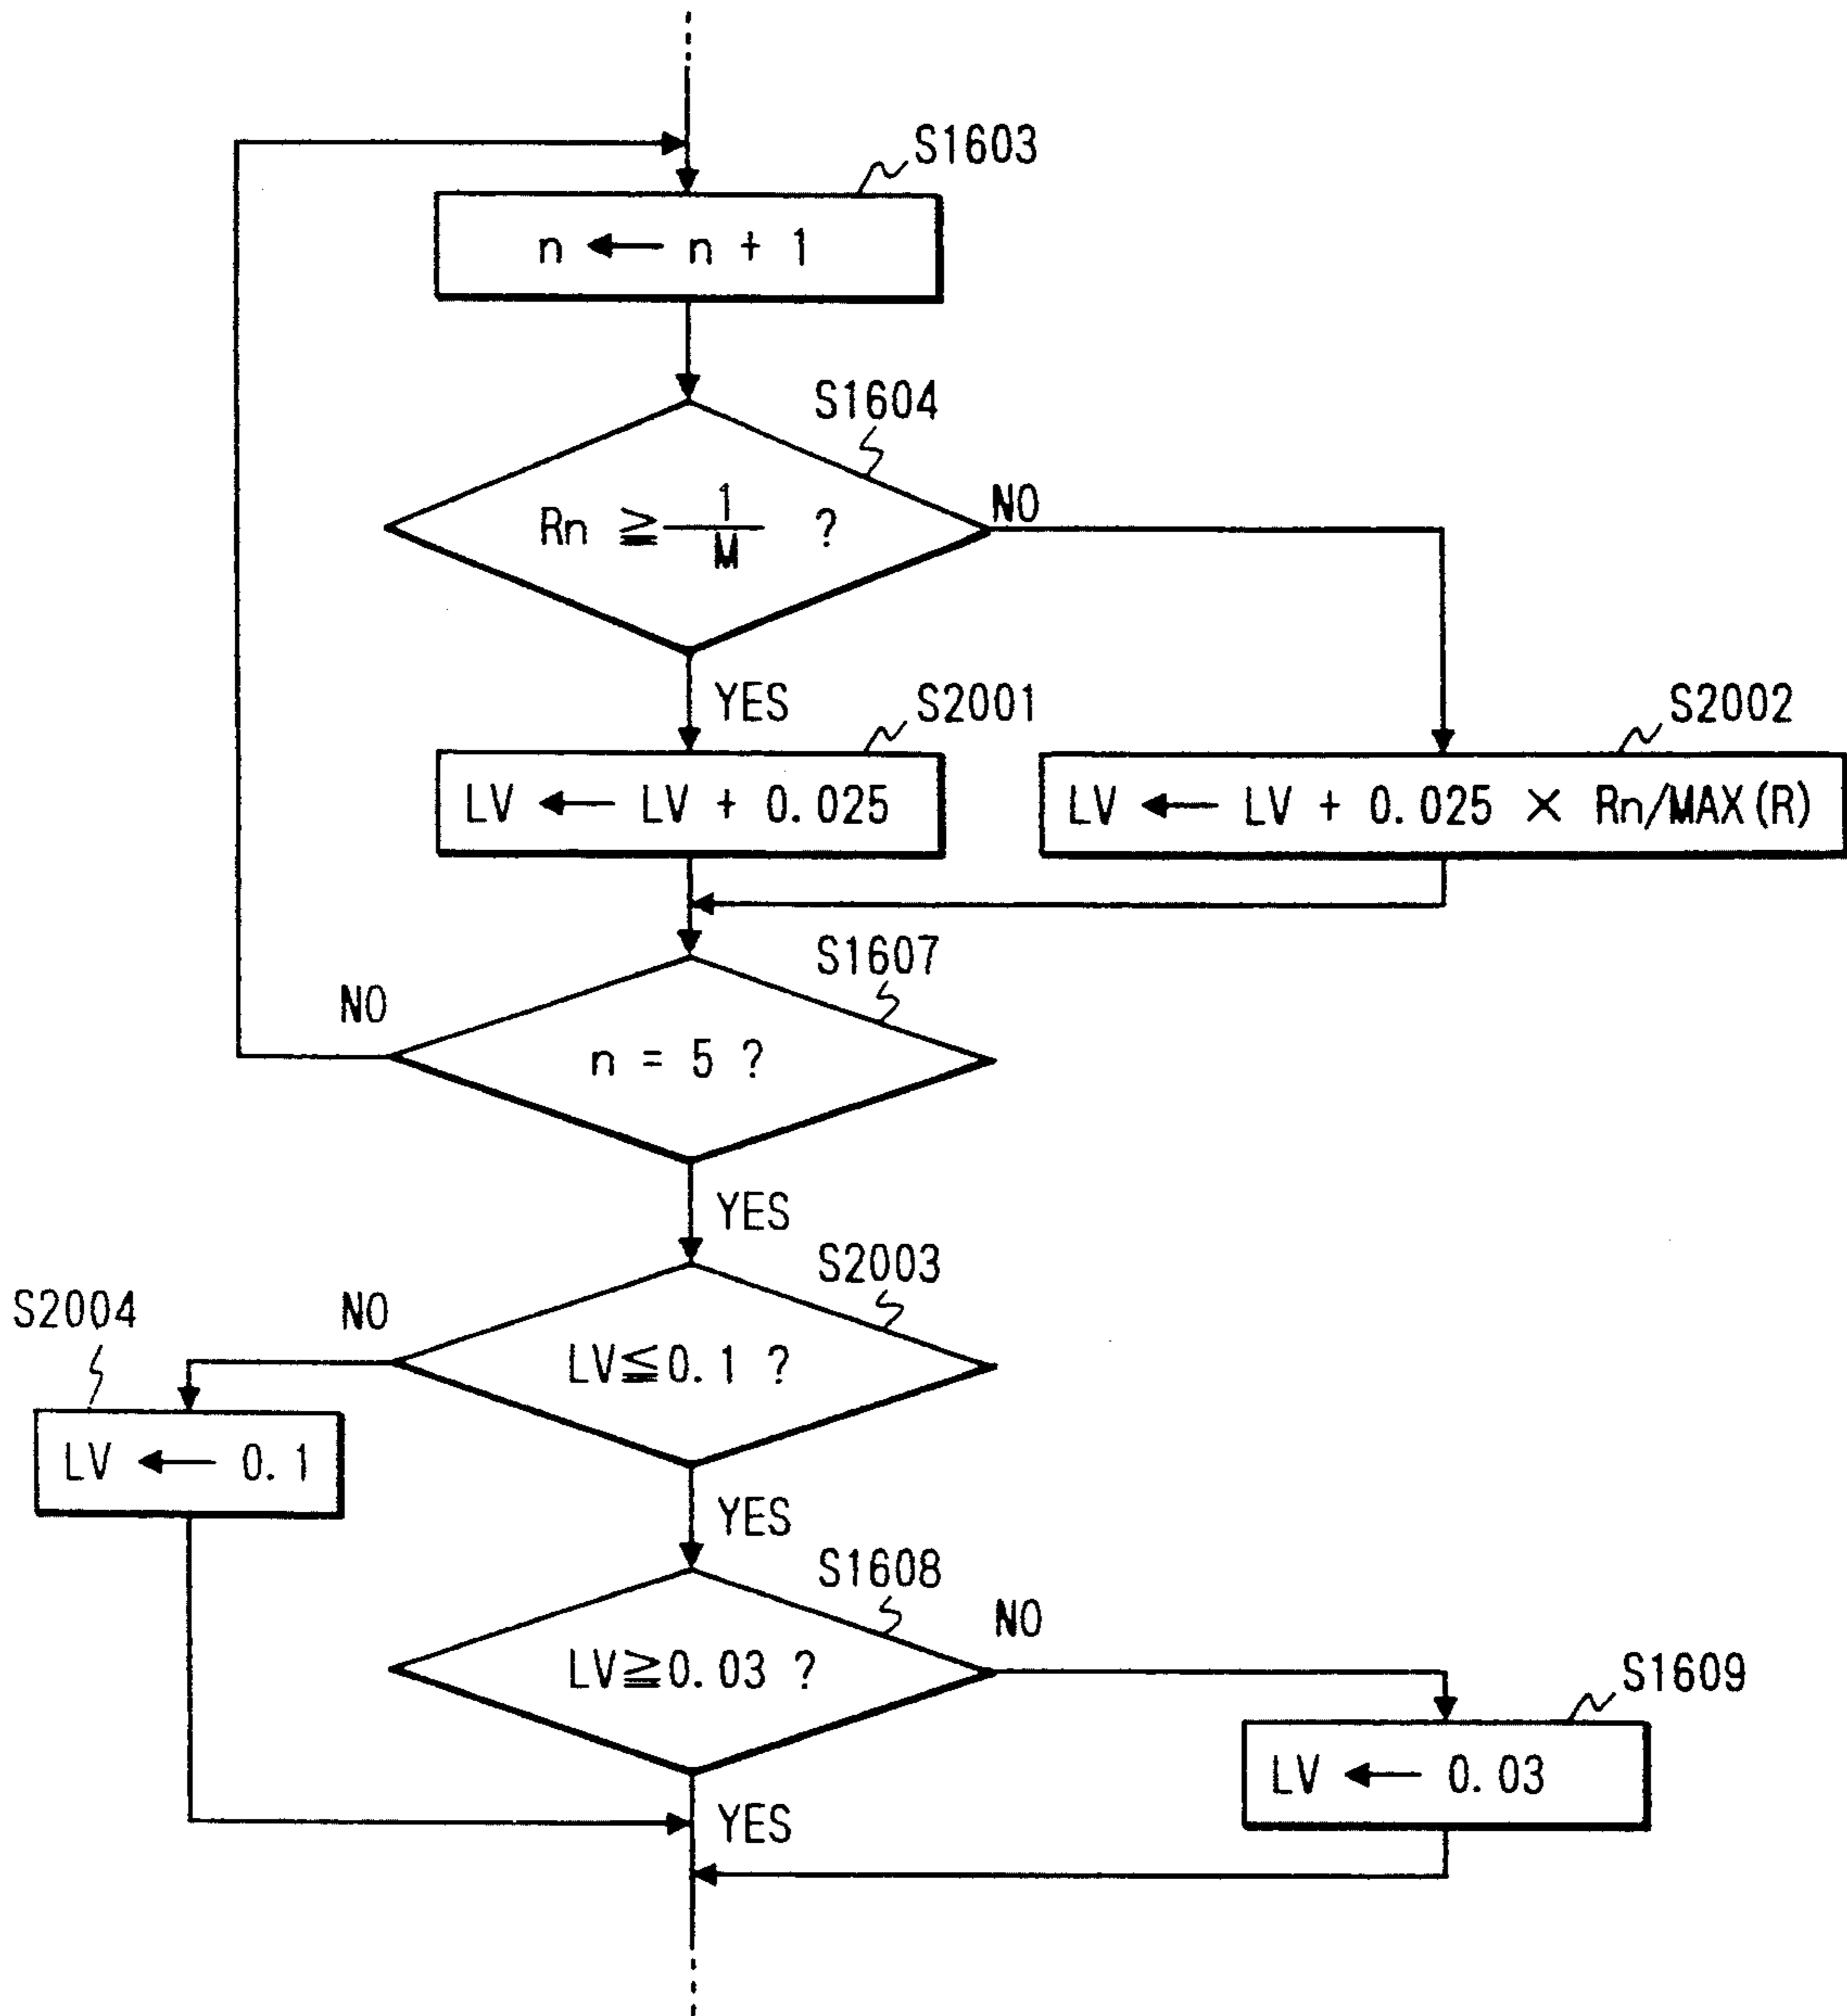 S1603
n ← n + 1
S1604
Rn ≧ 1/M ?
NO
YES
S2001
S2002
LV ← LV + 0.025
LV ← LV + 0.025 × Rn/MAX(R)
S1607
NO
n = 5 ?
YES
S2003
S2004
NO
LV≦0.1 ?
LV ← 0.1
YES
S1608
NO
LV≧0.03 ?
S1609
LV ← 0.03
YES